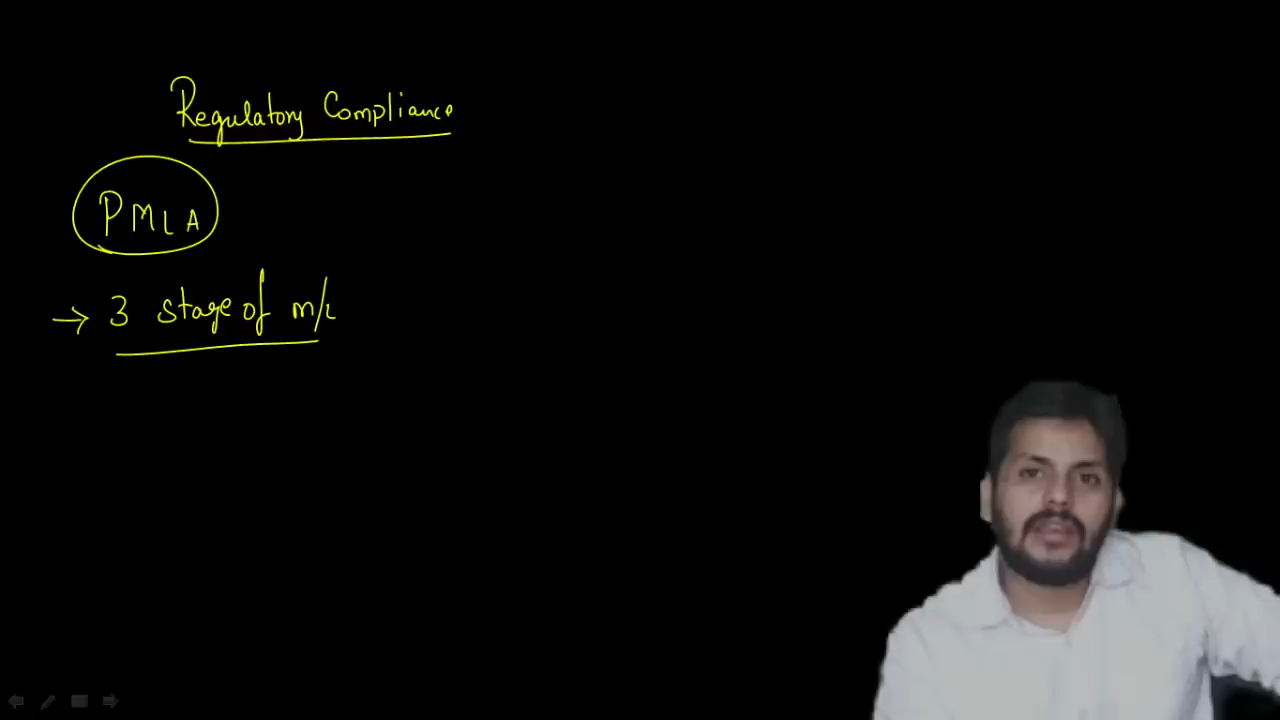 Regulatory Compliance
PMLA
→ 3 stage of m/L